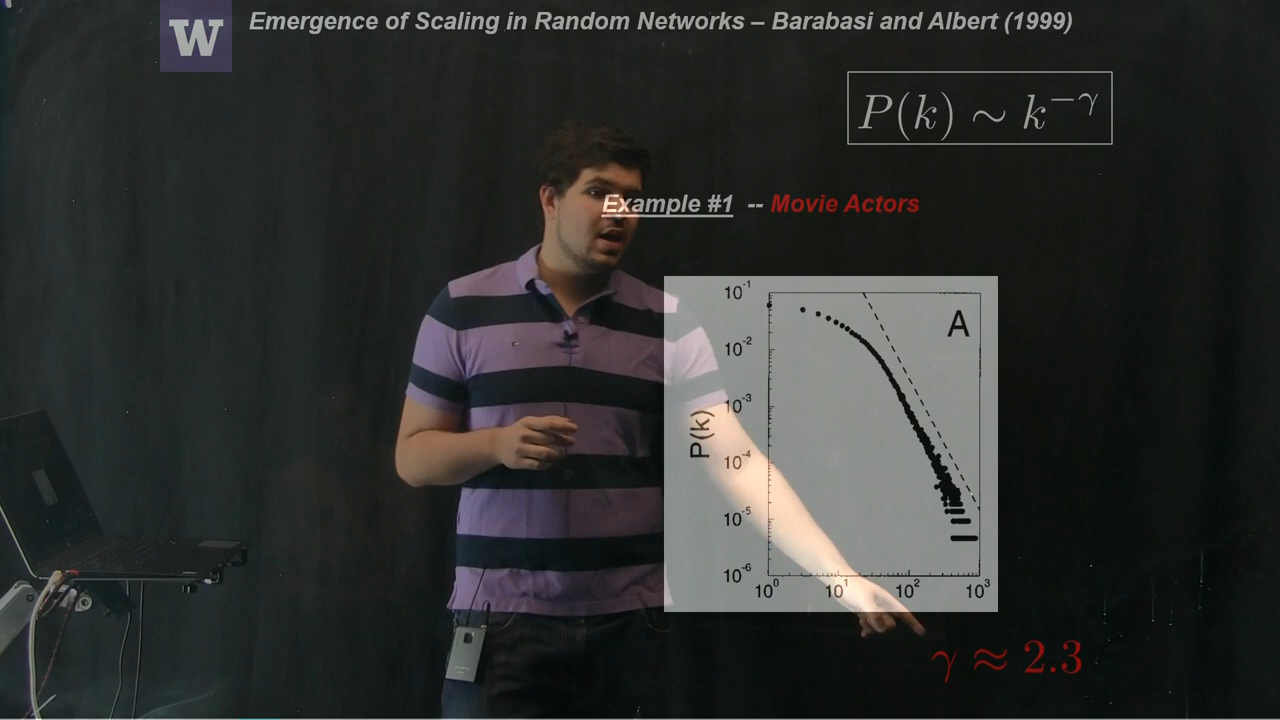 W
Emergence of Scaling in Random Networks – Barabasi and Albert (1999)
P(k) ∼ k^{−γ}
Example #1 -- Movie Actors
A
P(k)
10^{-1}
10^{-2}
10^{-3}
10^{-4}
10^{-5}
10^{-6}
10^{0} 10^{1} 10^{2} 10^{3}
γ ≈ 2.3